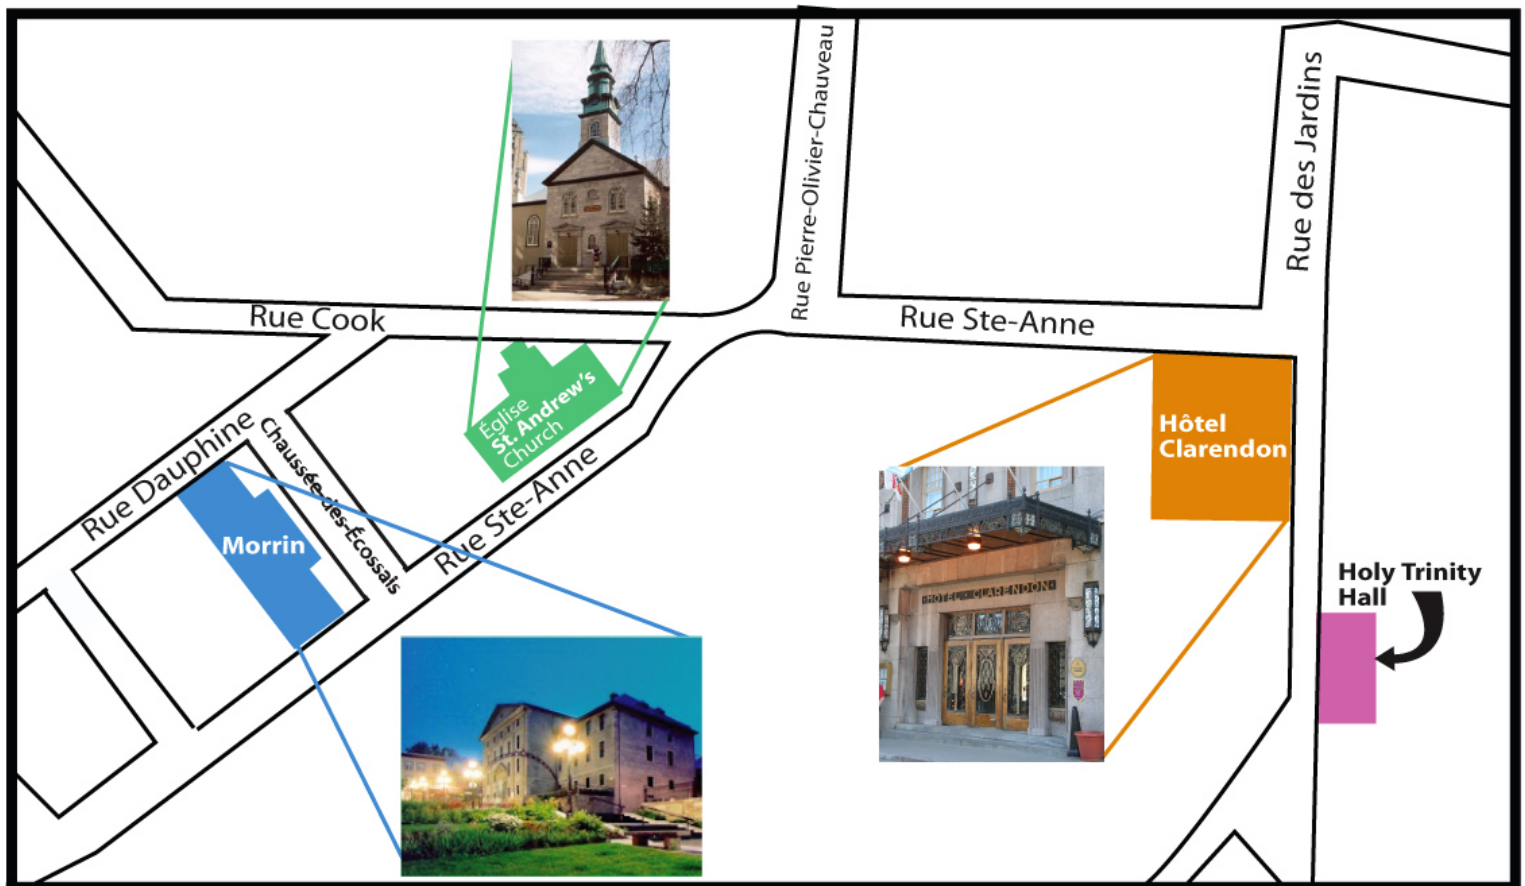 Rue Pierre-Olivier-Chauveau
Rue des Jardins
Rue Cook
Rue Ste-Anne
Église
St. Andrew's
Church
Hôtel
Clarendon
Rue Dauphine
Chaussée-des-Écossais
Rue Ste-Anne
Morrin
HOTEL · CLARENDON
Holy Trinity
Hall